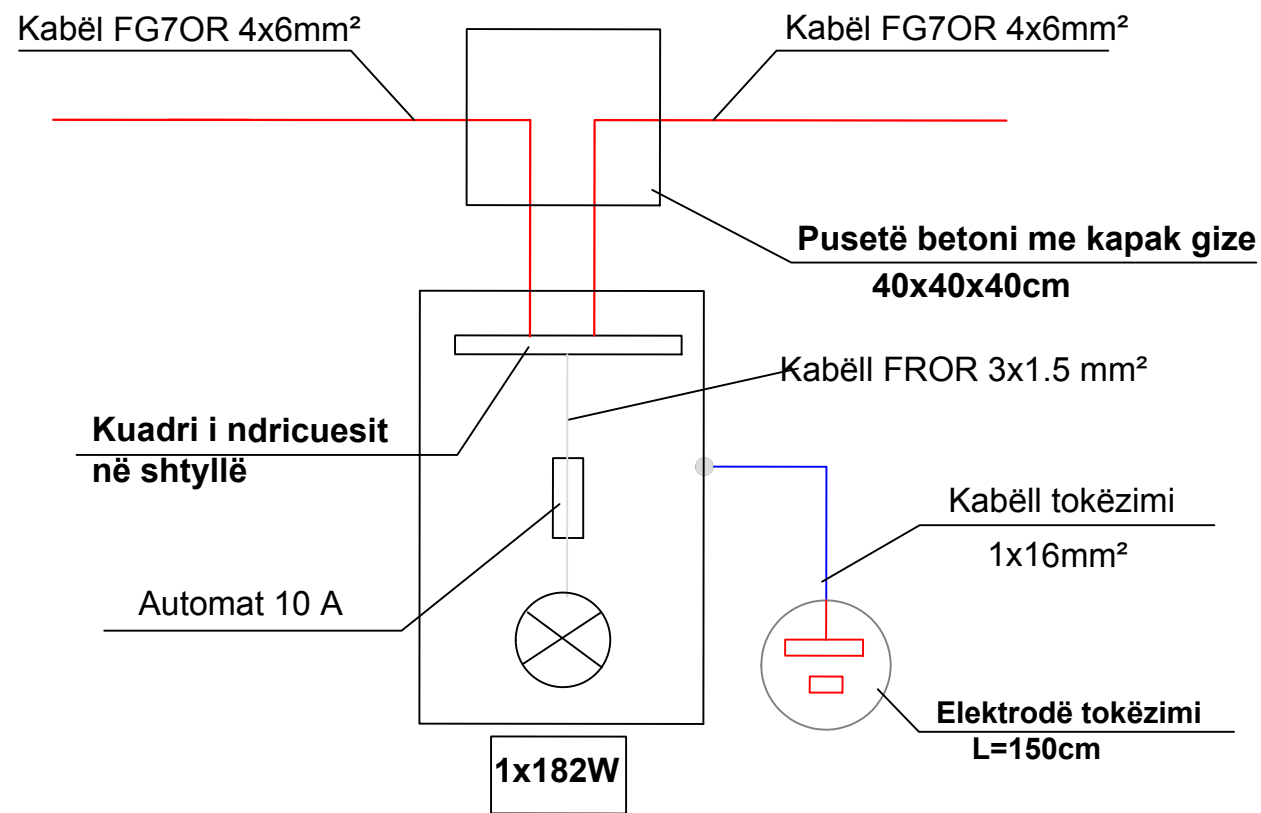 Kabël FG7OR 4x6mm²
Kabël FG7OR 4x6mm²
Pusetë betoni me kapak gize
40x40x40cm
Kabëll FROR 3x1.5 mm²
Kuadri i ndricuesit
në shtyllë
Kabëll tokëzimi
1x16mm²
Automat 10 A
Elektrodë tokëzimi
L=150cm
1x182W